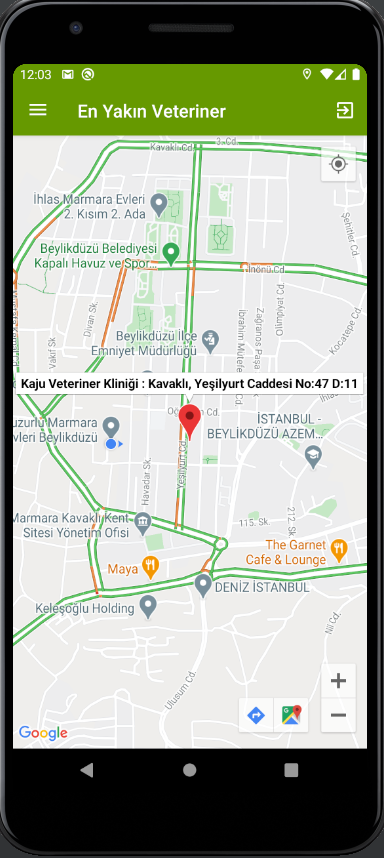 12:03
En Yakın Veteriner
Kavaklı Cd.
3. Cd.
İhlas Marmara Evleri
2. Kısım 2. Ada
Şehitler Cd.
Beylikdüzü Belediyesi
Kapalı Havuz ve Spor...
İnönü Cd.
Divan Sk.
Vakıf Sk.
Beylikdüzü İlçe
Emniyet Müdürlüğü
Zağanos Paşa
Olimpiyat Cd.
Kocatepe Cd.
Kaju Veteriner Kliniği : Kavaklı, Yeşilyurt Caddesi No:47 D:11
uzurlu Marmara
vleri Beylikdüzü
İSTANBUL -
BEYLİKDÜZÜ AZEM...
Yeşilyurt Cd.
Havadar Sk.
Marmara Kavaklı Kent
Sitesi Yönetim Ofisi
115. Sk.
212. Sk.
Maya
The Garnet
Cafe & Lounge
DENİZ İSTANBUL
Keleşoğlu Holding
Nil Cd.
Ulusum Cd.
+
−
Google